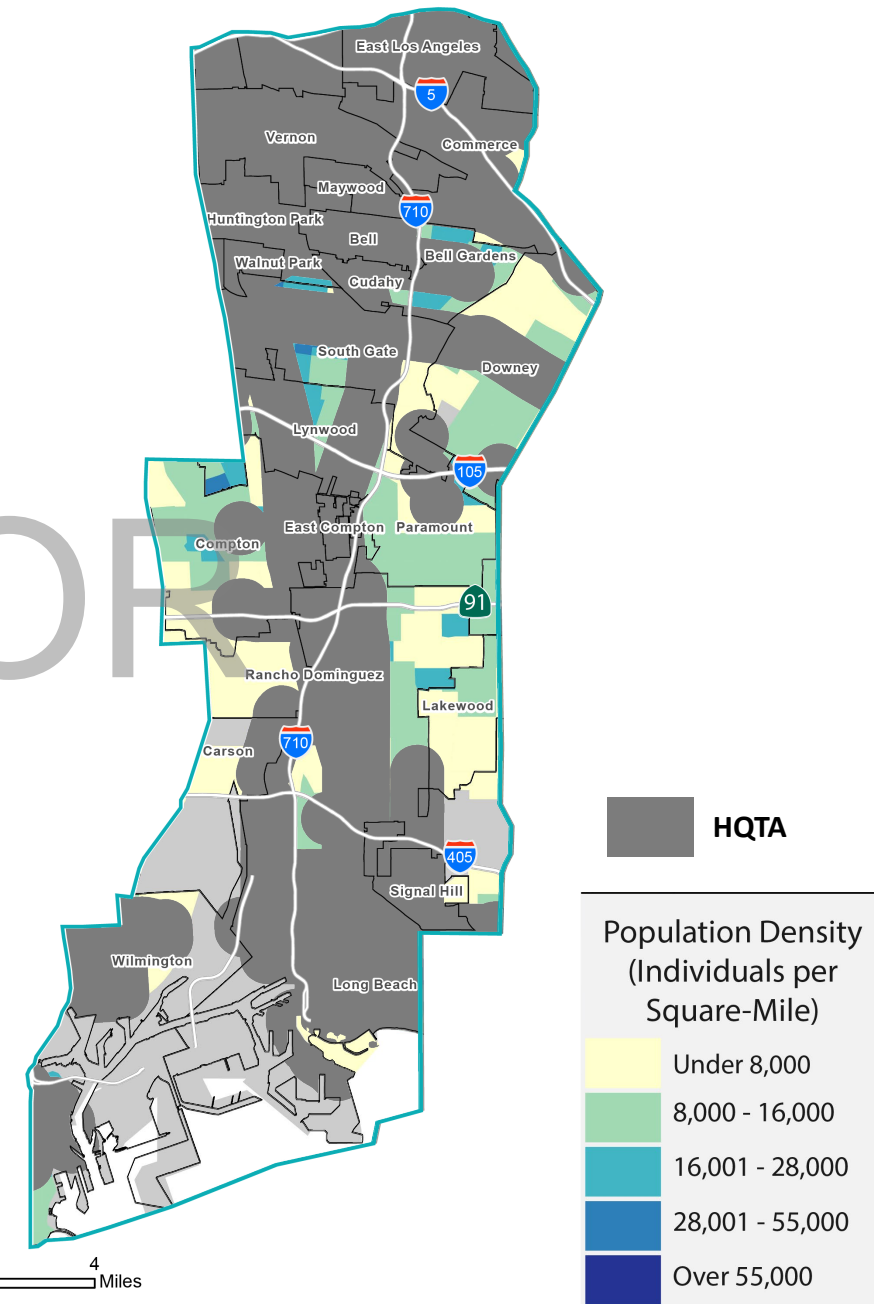 East Los Angeles
5
Vernon
Commerce
Maywood
710
Huntington Park
Bell
Bell Gardens
Walnut Park
Cudahy
South Gate
Downey
Lynwood
105
East Compton
Paramount
Compton
OR
91
Rancho Dominguez
Lakewood
710
Carson
HQTA
405
Signal Hill
Wilmington
Long Beach
Population Density
(Individuals per
Square-Mile)
Under 8,000
8,000 - 16,000
16,001 - 28,000
28,001 - 55,000
Over 55,000
4
Miles